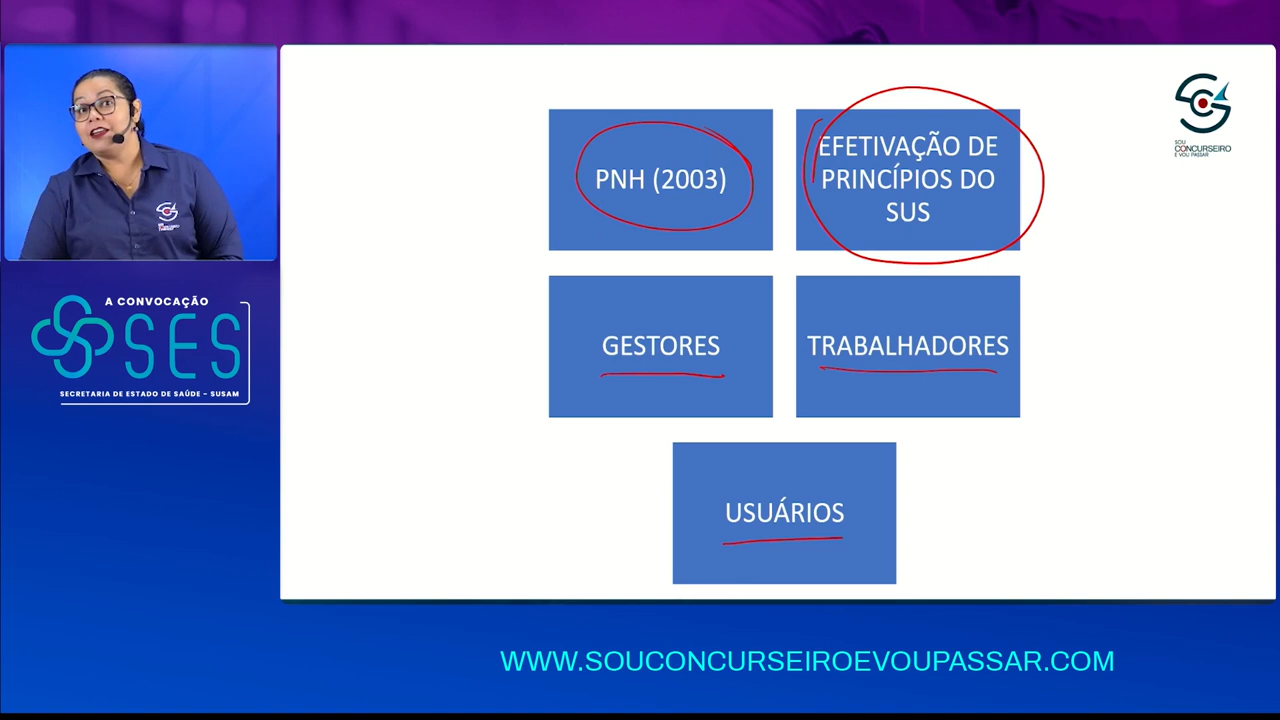 A CONVOCAÇÃO
SES
SECRETARIA DE ESTADO DE SAÚDE - SUSAM
PNH (2003)
EFETIVAÇÃO DE
PRINCÍPIOS DO
SUS
GESTORES
TRABALHADORES
USUÁRIOS
SOU
CONCURSEIRO
E VOU PASSAR
WWW.SOUCONCURSEIROEVOUPASSAR.COM